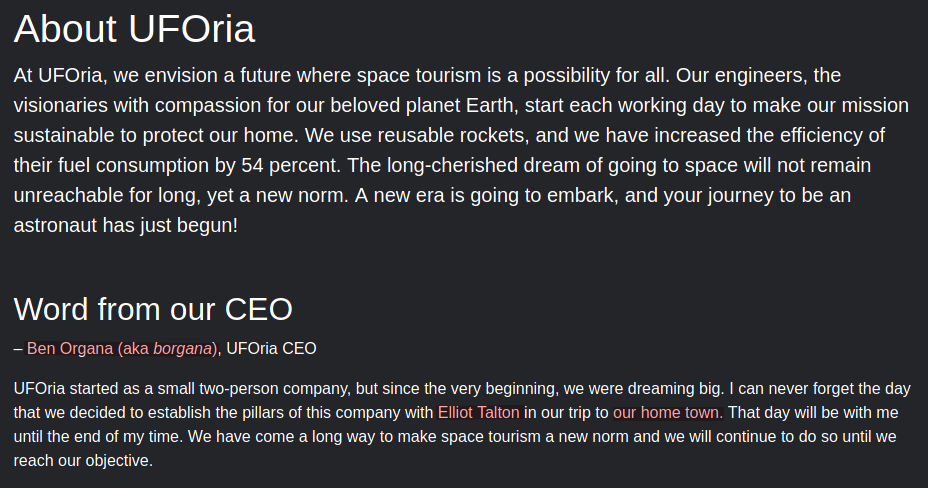 About UFOria
At UFOria, we envision a future where space tourism is a possibility for all. Our engineers, the
visionaries with compassion for our beloved planet Earth, start each working day to make our mission
sustainable to protect our home. We use reusable rockets, and we have increased the efficiency of
their fuel consumption by 54 percent. The long-cherished dream of going to space will not remain
unreachable for long, yet a new norm. A new era is going to embark, and your journey to be an
astronaut has just begun!
Word from our CEO
– Ben Organa (aka borgana), UFOria CEO
UFOria started as a small two-person company, but since the very beginning, we were dreaming big. I can never forget the day
that we decided to establish the pillars of this company with Elliot Talton in our trip to our home town. That day will be with me
until the end of my time. We have come a long way to make space tourism a new norm and we will continue to do so until we
reach our objective.